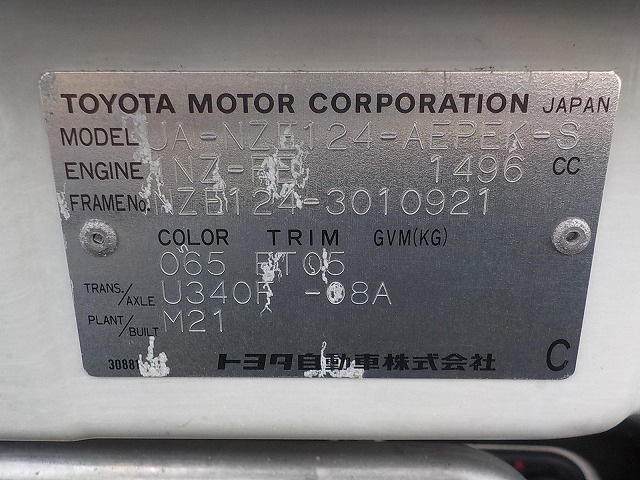 TOYOTA MOTOR CORPORATION JAPAN
MODEL UA-NZE124-AEPEK-S
ENGINE 1NZ-FE 1496 CC
FRAME No. NZE124-3010921
COLOR TRIM GVM(KG)
065 ET05
TRANS./AXLE U340F -08A
PLANT/BUILT M21
トヨタ自動車株式会社 C